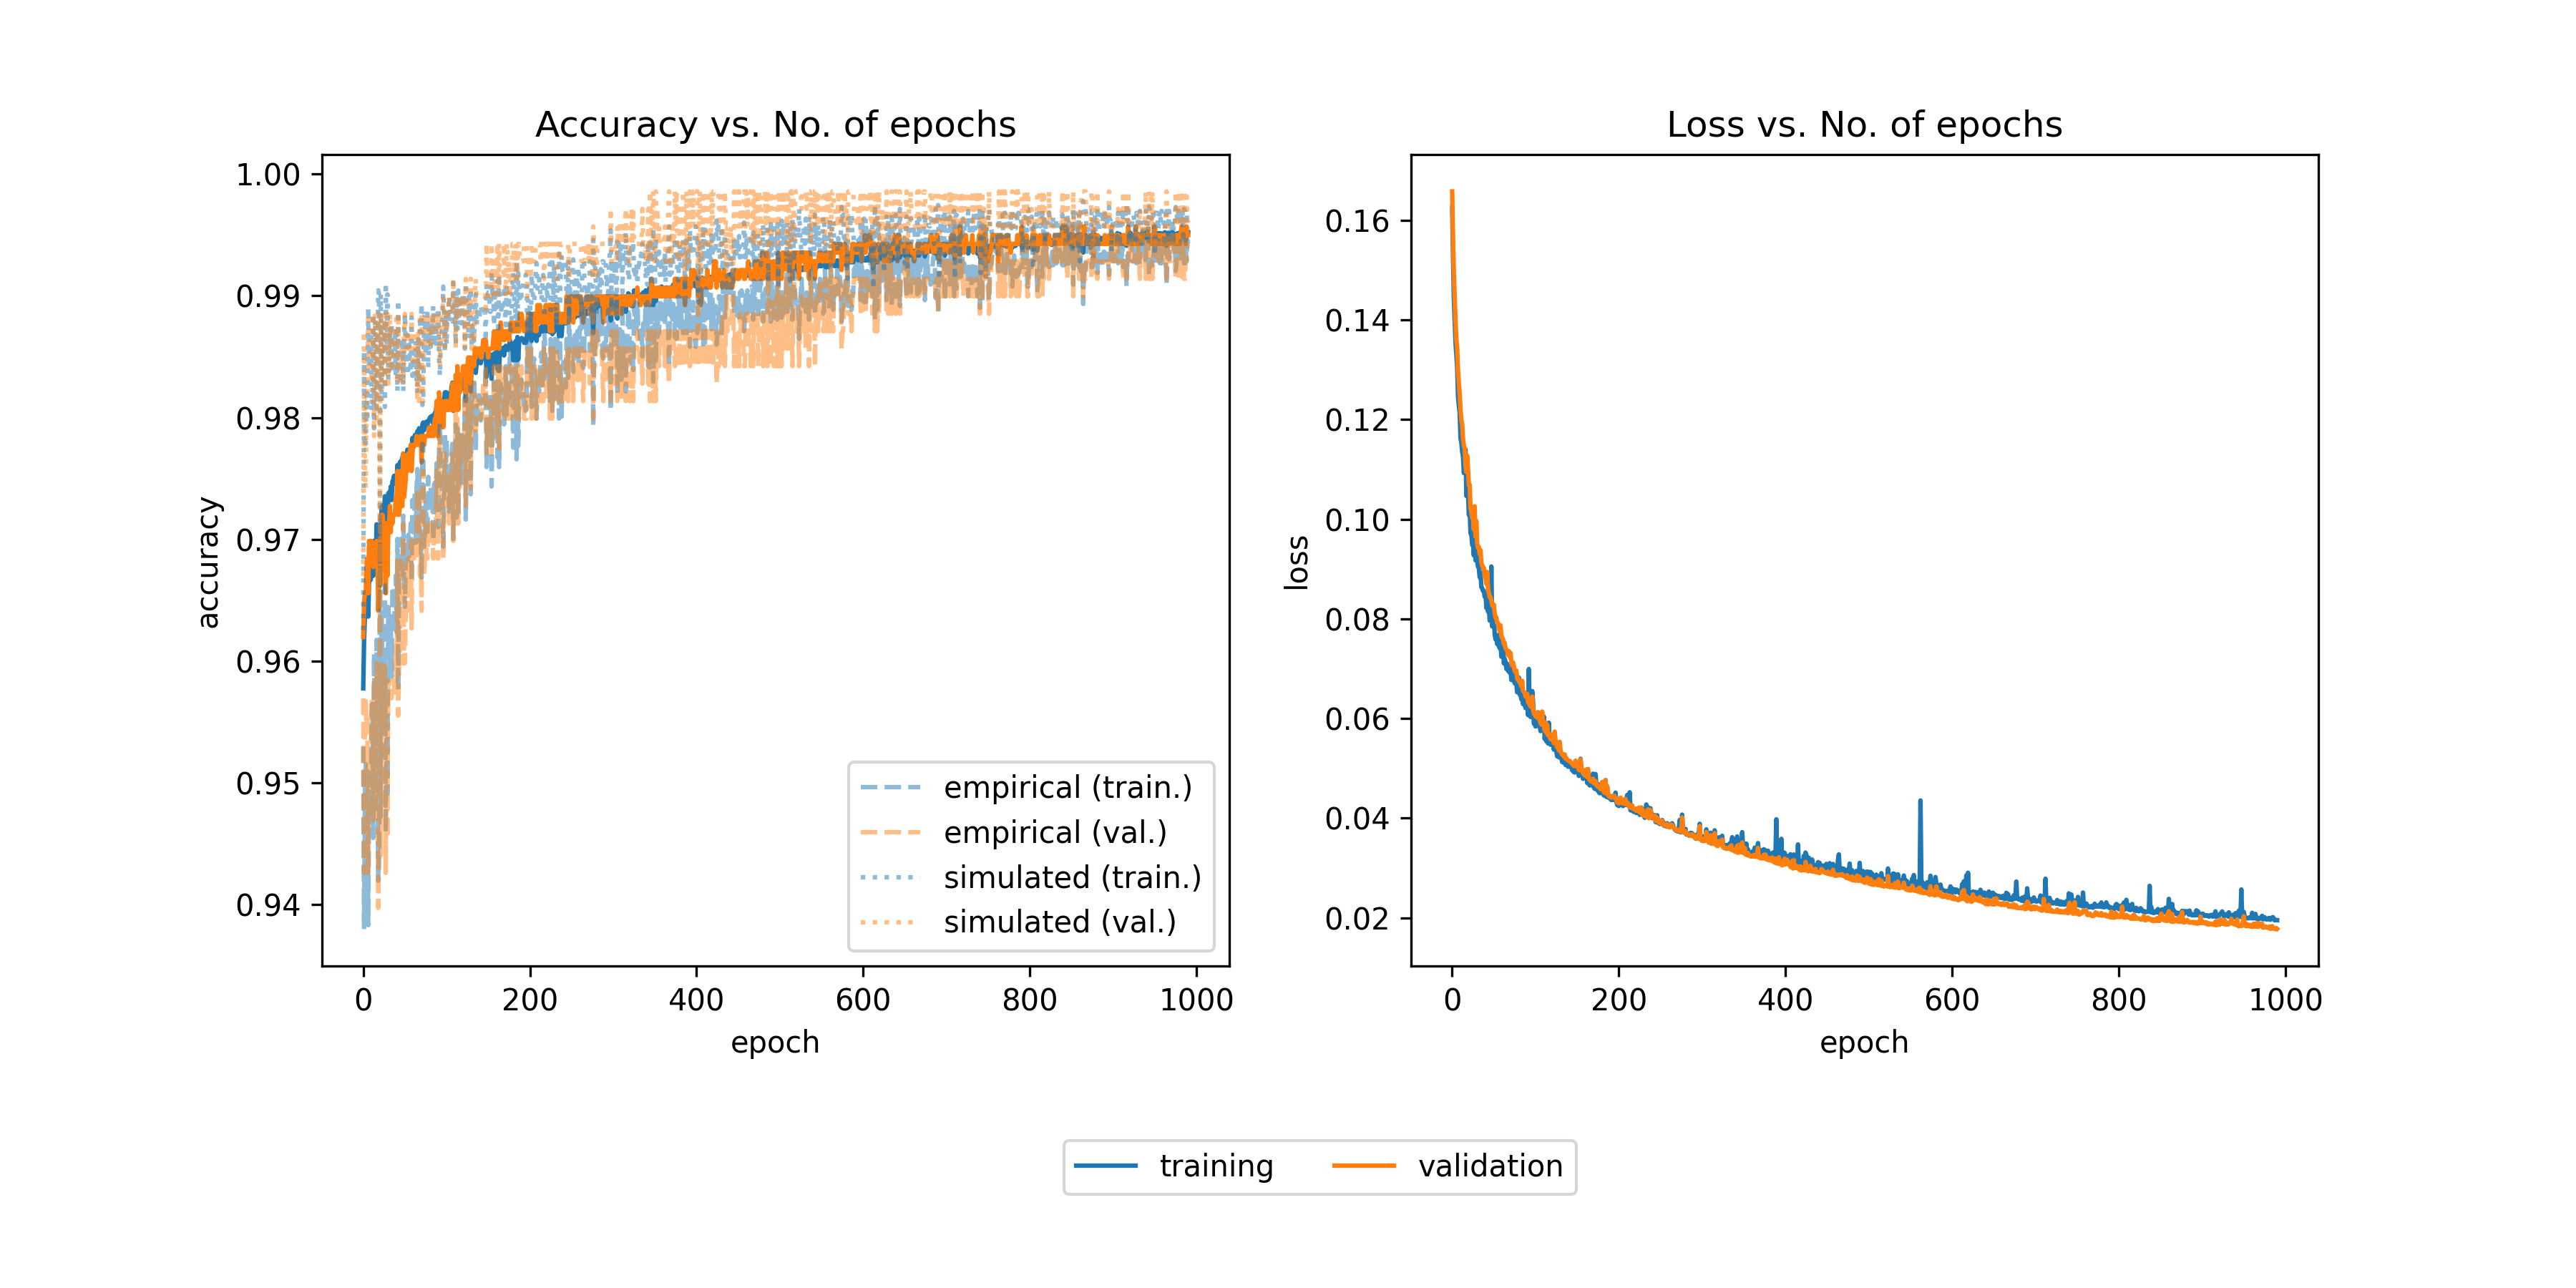 Accuracy vs. No. of epochs
1.00
0.99
0.98
0.97
0.96
0.95
0.94
accuracy
0 200 400 600 800 1000
epoch
empirical (train.)
empirical (val.)
simulated (train.)
simulated (val.)
Loss vs. No. of epochs
0.16
0.14
0.12
0.10
0.08
0.06
0.04
0.02
loss
0 200 400 600 800 1000
epoch
training validation